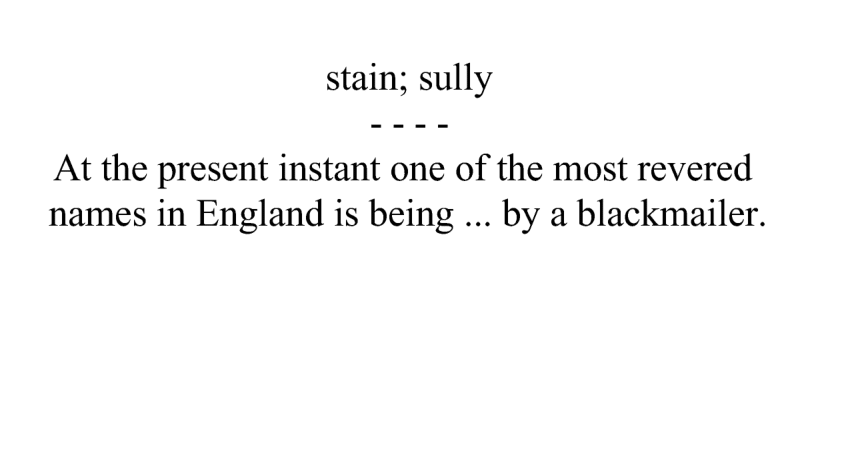 stain; sully
- - - -
At the present instant one of the most revered
names in England is being ... by a blackmailer.